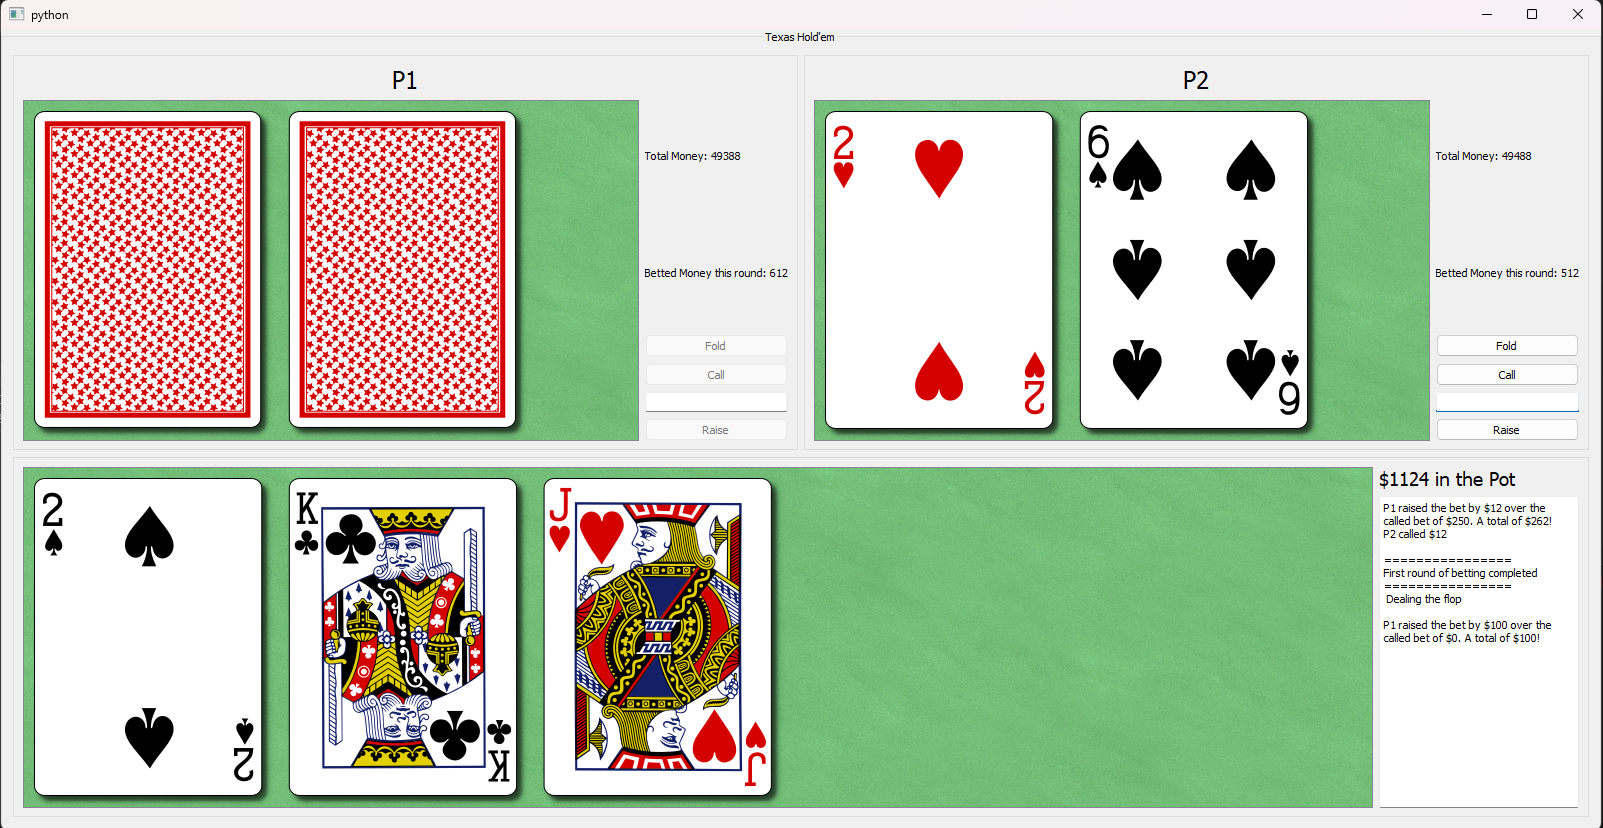 python
Texas Hold'em
P1
Total Money: 49388
Betted Money this round: 612
Fold
Call
Raise
P2
2
2
6
6
Total Money: 49488
Betted Money this round: 512
Fold
Call
Raise
2
2
K
K
J
J
$1124 in the Pot
P1 raised the bet by $12 over the
called bet of $250. A total of $262!
P2 called $12
================
First round of betting completed
================
Dealing the flop
P1 raised the bet by $100 over the
called bet of $0. A total of $100!